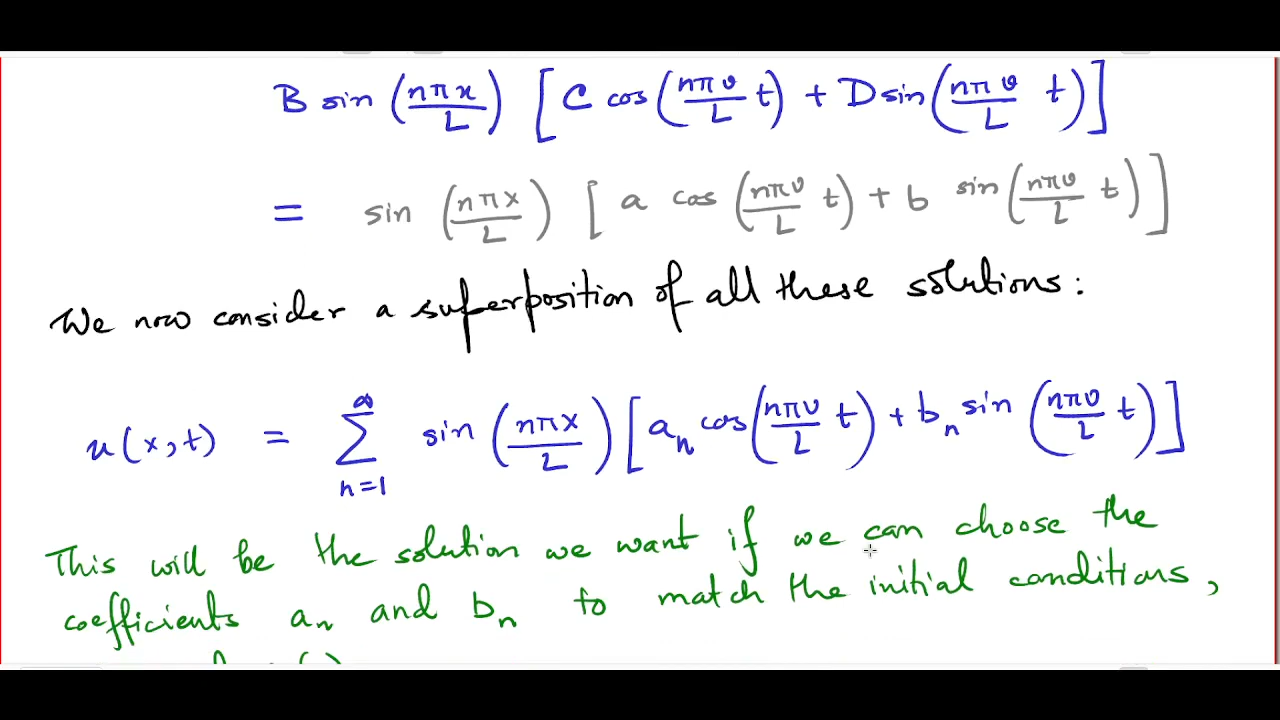 B sin (nπx/L) [C cos (nπv/L t) + D sin (nπv/L t)]
= sin (nπx/L) [a cos (nπv/L t) + b sin (nπv/L t)]
We now consider a superposition of all these solutions:
u(x,t) = ∑_{n=1}^{∞} sin (nπx/L) [a_n cos (nπv/L t) + b_n sin (nπv/L t)]
This will be the solution we want if we can choose the
coefficients a_n and b_n to match the initial conditions,